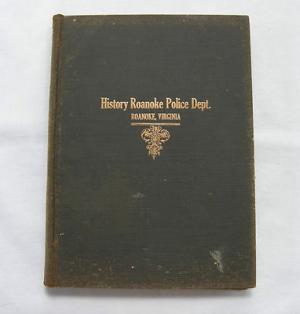 History Roanoke Police Dept.
ROANOKE, VIRGINIA